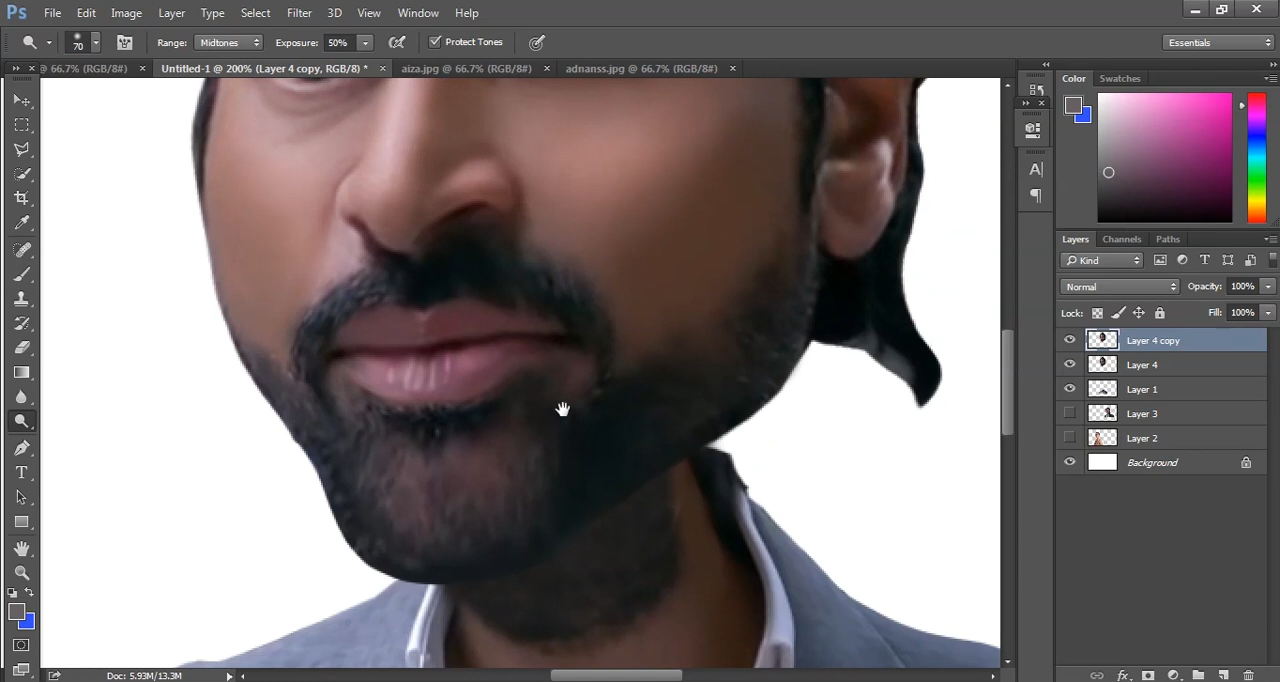 Ps File Edit Image Layer Type Select Filter 3D View Window Help
70 Range: Midtones Exposure: 50% Protect Tones Essentials
@ 66.7% (RGB/8#) × Untitled-1 @ 200% (Layer 4 copy, RGB/8) * × aiza.jpg @ 66.7% (RGB/8#) × adnanss.jpg @ 66.7% (RGB/8#) ×
Color Swatches
Layers Channels Paths
Kind
Normal Opacity: 100%
Lock: Fill: 100%
Layer 4 copy
Layer 4
Layer 1
Layer 3
Layer 2
Background
Doc: 5.93M/13.3M